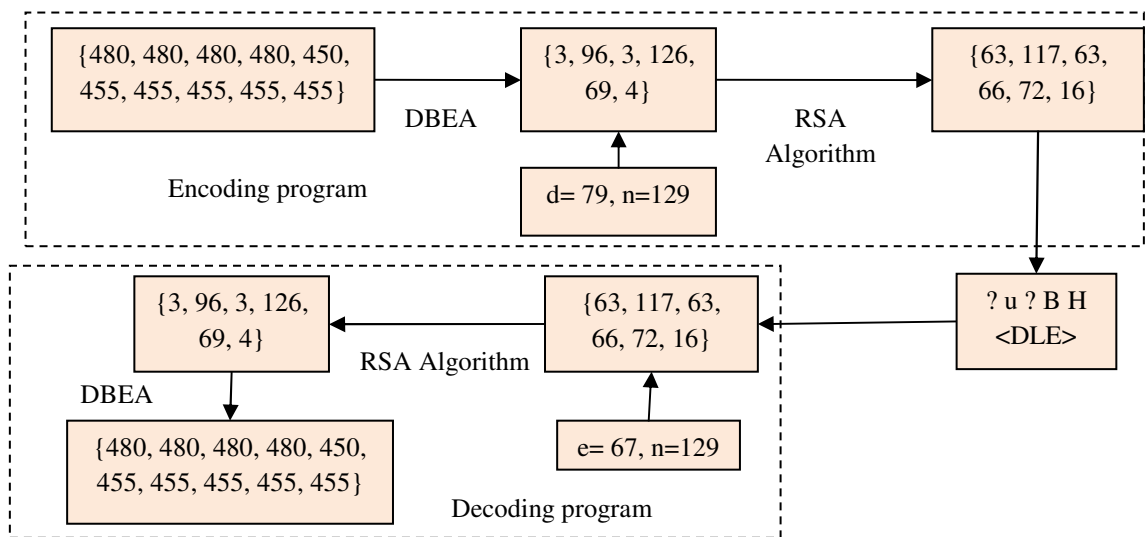 {480, 480, 480, 480, 450,
455, 455, 455, 455, 455}
DBEA
{3, 96, 3, 126,
69, 4}
RSA
Algorithm
{63, 117, 63,
66, 72, 16}
Encoding program
d= 79, n=129
? u ? B H
<DLE>
{63, 117, 63,
66, 72, 16}
e= 67, n=129
RSA Algorithm
{3, 96, 3, 126,
69, 4}
DBEA
{480, 480, 480, 480, 450,
455, 455, 455, 455, 455}
Decoding program